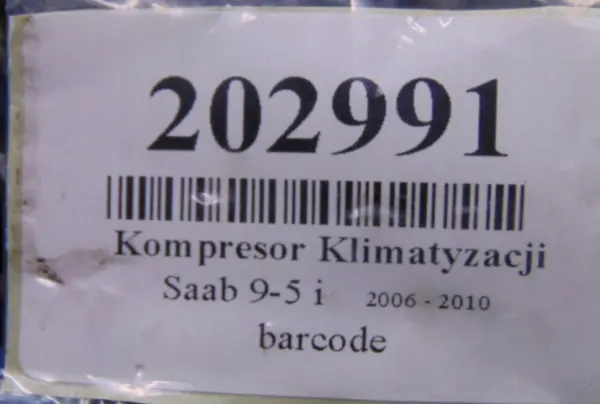 202991
Kompresor Klimatyzacji
Saab 9-5 i 2006 - 2010
barcode